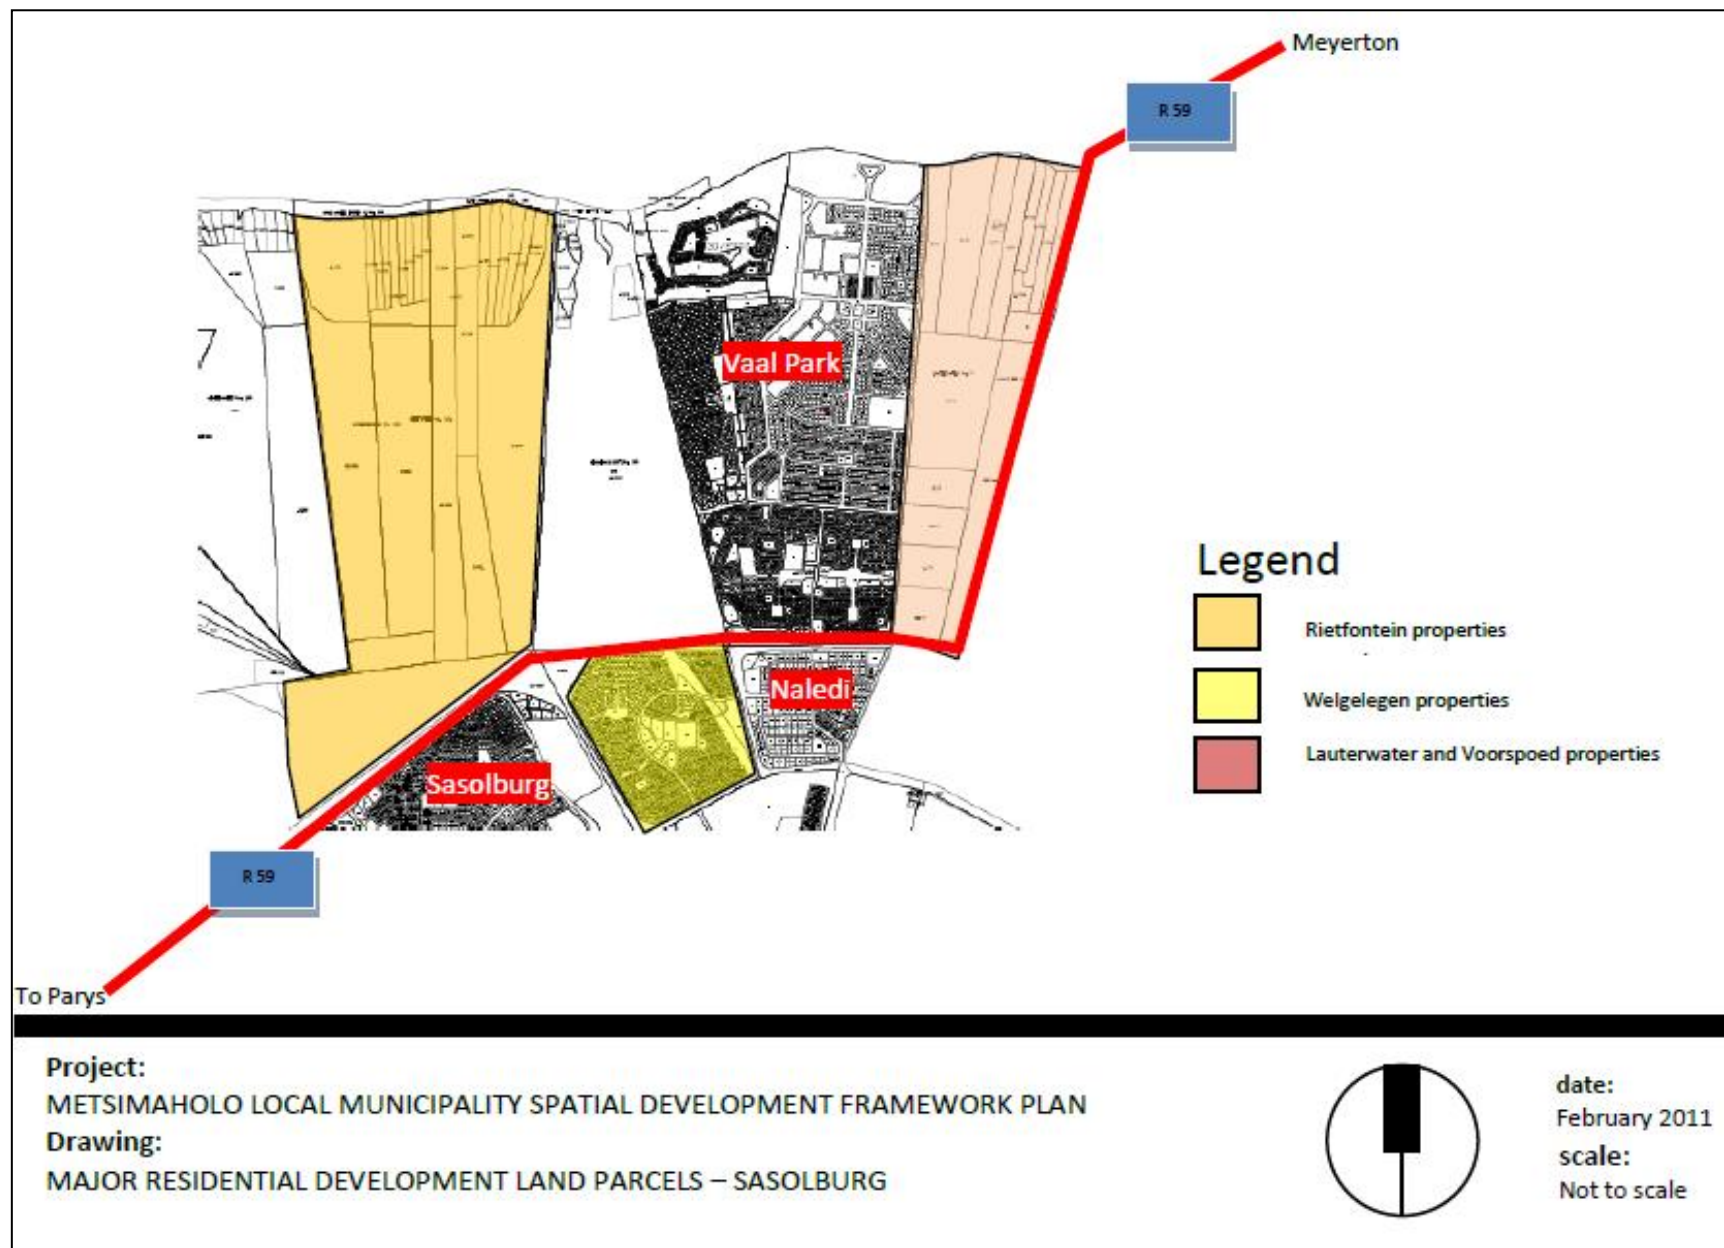 Meyerton
R 59
Vaal Park
Legend
Rietfontein properties
Naledi
Welgelegen properties
Lauterwater and Voorspoed properties
Sasolburg
R 59
To Parys
Project:
METSIMAHOLO LOCAL MUNICIPALITY SPATIAL DEVELOPMENT FRAMEWORK PLAN
Drawing:
MAJOR RESIDENTIAL DEVELOPMENT LAND PARCELS – SASOLBURG
date:
February 2011
scale:
Not to scale